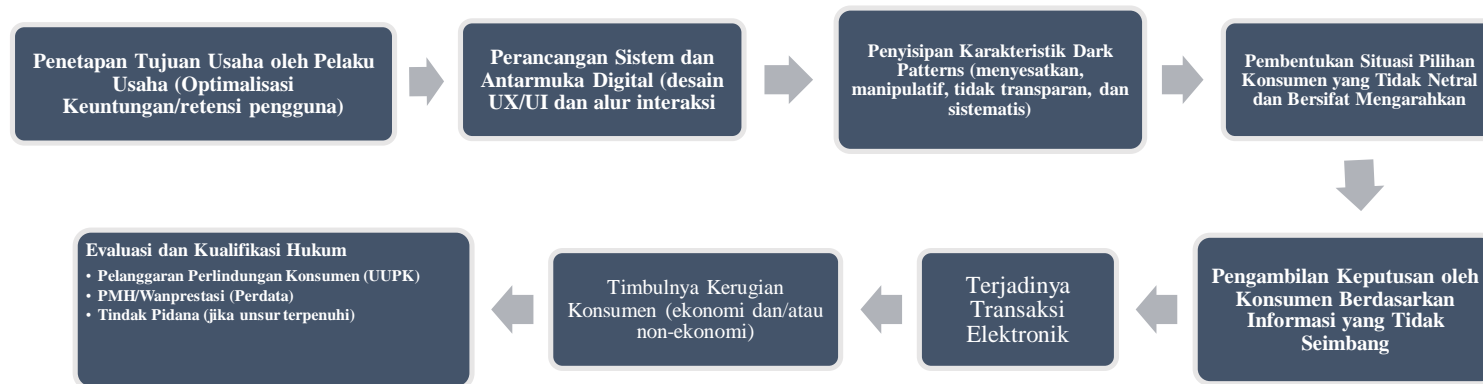 Penetapan Tujuan Usaha oleh Pelaku
Usaha (Optimalisasi
Keuntungan/retensi pengguna)
Perancangan Sistem dan
Antarmuka Digital (desain
UX/UI dan alur interaksi
Penyisipan Karakteristik Dark
Patterns (menyesatkan,
manipulatif, tidak transparan, dan
sistematis)
Pembentukan Situasi Pilihan
Konsumen yang Tidak Netral
dan Bersifat Mengarahkan
Pengambilan Keputusan oleh
Konsumen Berdasarkan
Informasi yang Tidak
Seimbang
Terjadinya
Transaksi
Elektronik
Timbulnya Kerugian
Konsumen (ekonomi dan/atau
non-ekonomi)
Evaluasi dan Kualifikasi Hukum
• Pelanggaran Perlindungan Konsumen (UUPK)
• PMH/Wanprestasi (Perdata)
• Tindak Pidana (jika unsur terpenuhi)